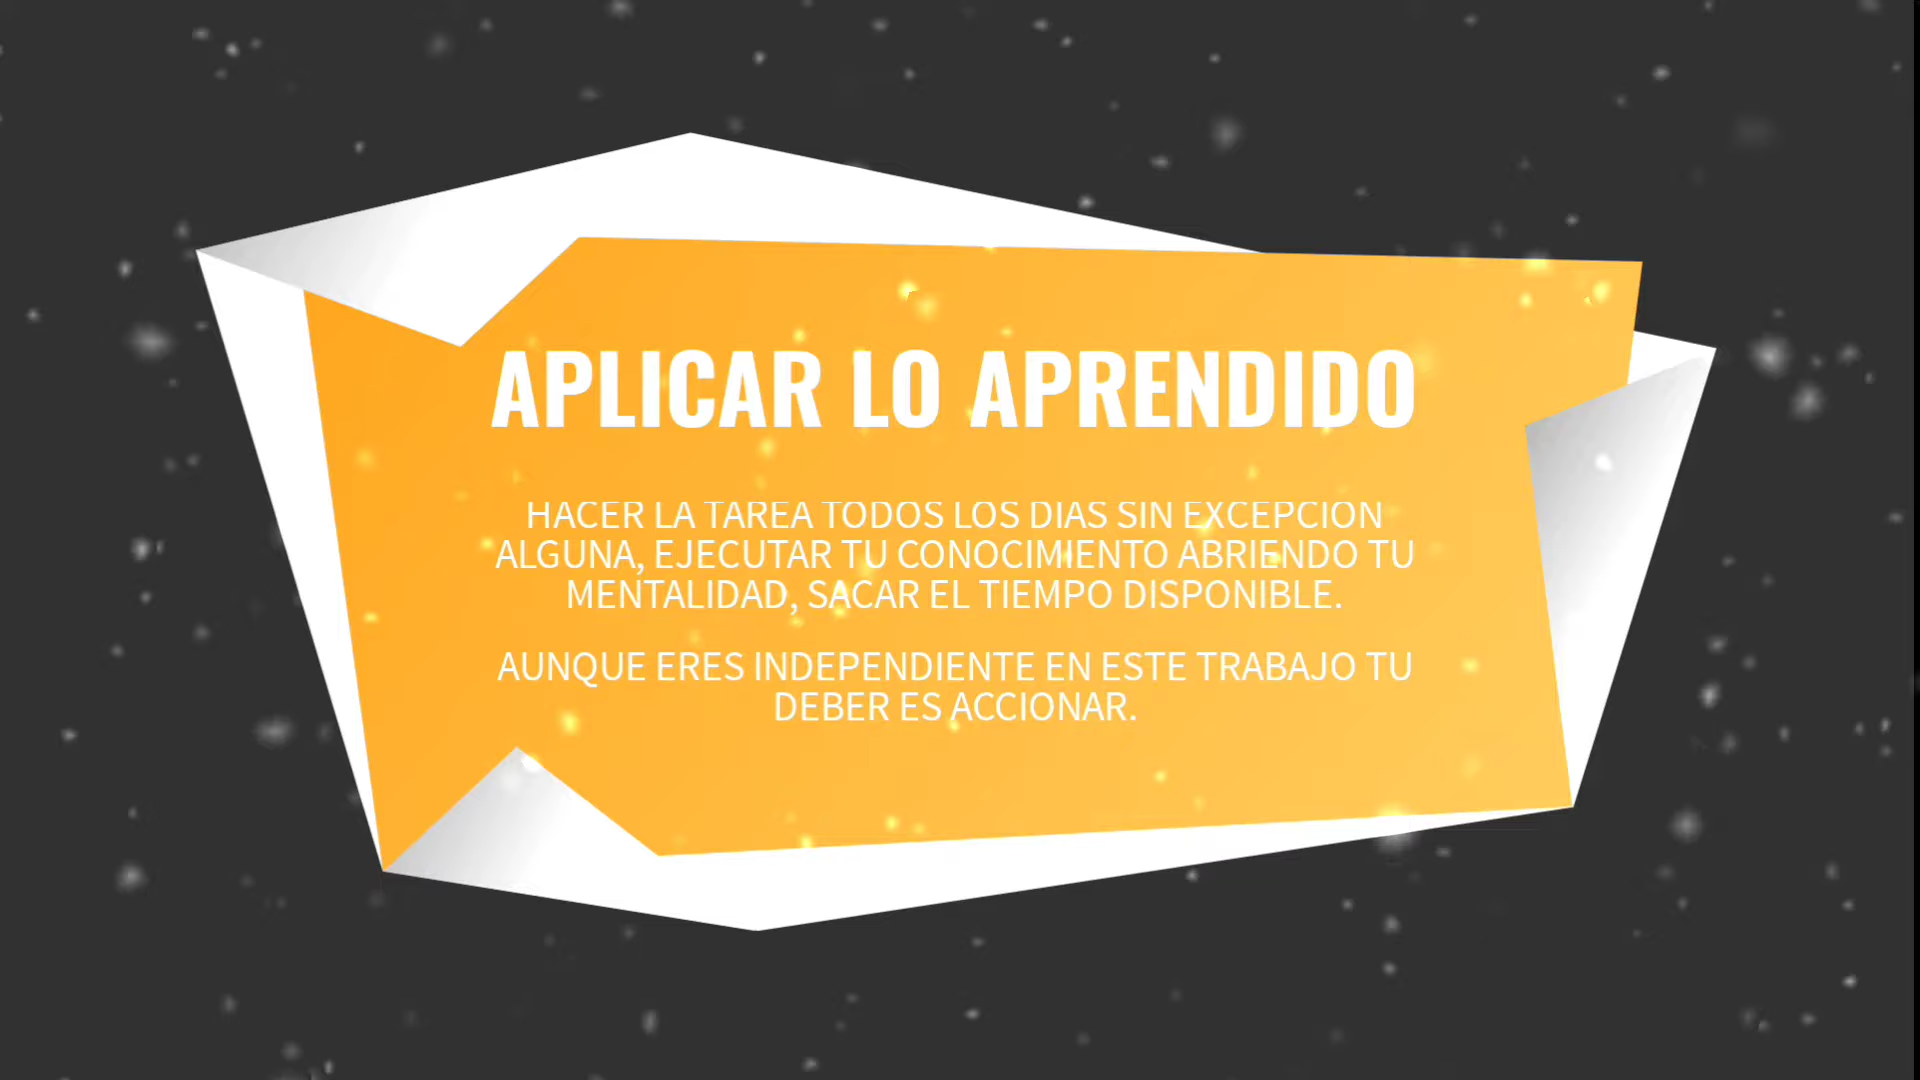 APLICAR LO APRENDIDO
HACER LA TAREA TODOS LOS DIAS SIN EXCEPCION
ALGUNA, EJECUTAR TU CONOCIMIENTO ABRIENDO TU
MENTALIDAD, SACAR EL TIEMPO DISPONIBLE.
AUNQUE ERES INDEPENDIENTE EN ESTE TRABAJO TU
DEBER ES ACCIONAR.